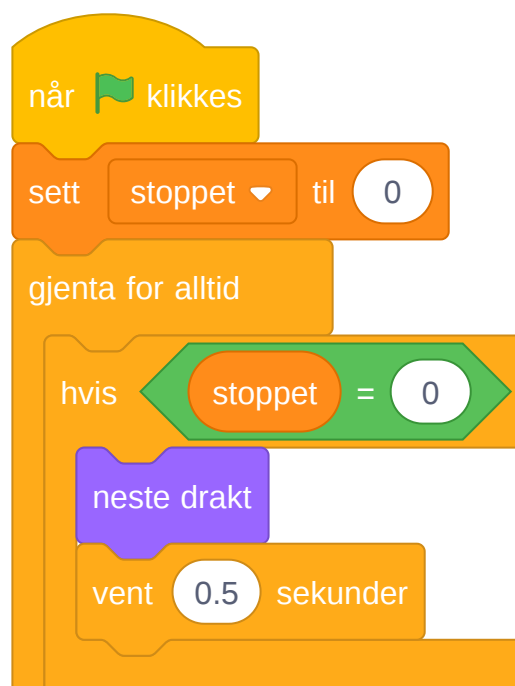 når klikkes
sett stoppet til 0
gjenta for alltid
hvis stoppet = 0
neste drakt
vent 0.5 sekunder